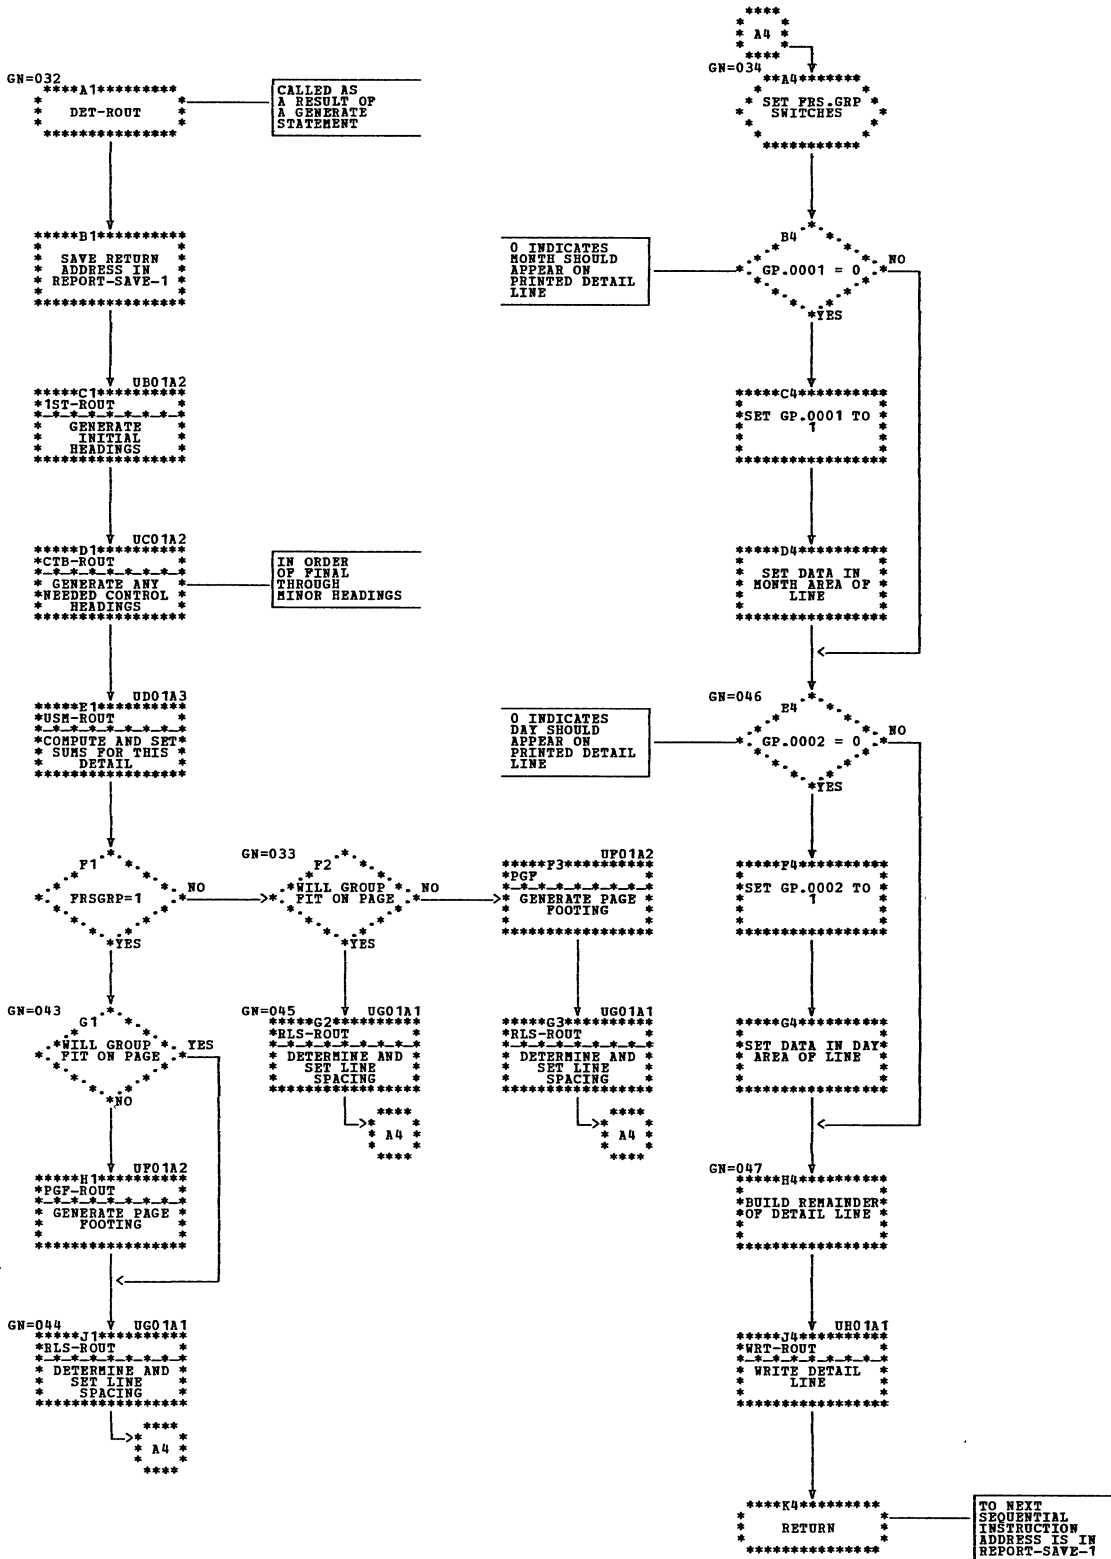 GN=032
A1
DET-ROUT
CALLED AS
A RESULT OF
A GENERATE
STATEMENT
B1
SAVE RETURN
ADDRESS IN
REPORT-SAVE-1
UB01A2
C1
1ST-ROUT
GENERATE
INITIAL
HEADINGS
UC01A2
D1
CTB-ROUT
GENERATE ANY
NEEDED CONTROL
HEADINGS
IN ORDER
OF FINAL
THROUGH
MINOR HEADINGS
UD01A3
E1
USM-ROUT
COMPUTE AND SET
SUMS FOR THIS
DETAIL
F1
FRSGRP=1
NO
YES
GN=033
F2
WILL GROUP
FIT ON PAGE
NO
YES
UF01A2
F3
PGF
GENERATE PAGE
FOOTING
GN=043
G1
WILL GROUP
FIT ON PAGE
YES
NO
GN=045
UG01A1
G2
RLS-ROUT
DETERMINE AND
SET LINE
SPACING
A4
UG01A1
G3
RLS-ROUT
DETERMINE AND
SET LINE
SPACING
A4
UF01A2
H1
PGF-ROUT
GENERATE PAGE
FOOTING
GN=044
UG01A1
J1
RLS-ROUT
DETERMINE AND
SET LINE
SPACING
A4
A4
GN=034
A4
SET FRS.GRP
SWITCHES
0 INDICATES
MONTH SHOULD
APPEAR ON
PRINTED DETAIL
LINE
B4
GP.0001 = 0
NO
YES
C4
SET GP.0001 TO
1
D4
SET DATA IN
MONTH AREA OF
LINE
GN=046
0 INDICATES
DAY SHOULD
APPEAR ON
PRINTED DETAIL
LINE
E4
GP.0002 = 0
NO
YES
F4
SET GP.0002 TO
1
G4
SET DATA IN DAY
AREA OF LINE
GN=047
H4
BUILD REMAINDER
OF DETAIL LINE
UH01A1
J4
WRT-ROUT
WRITE DETAIL
LINE
K4
RETURN
TO NEXT
SEQUENTIAL
INSTRUCTION
ADDRESS IS IN
REPORT-SAVE-1